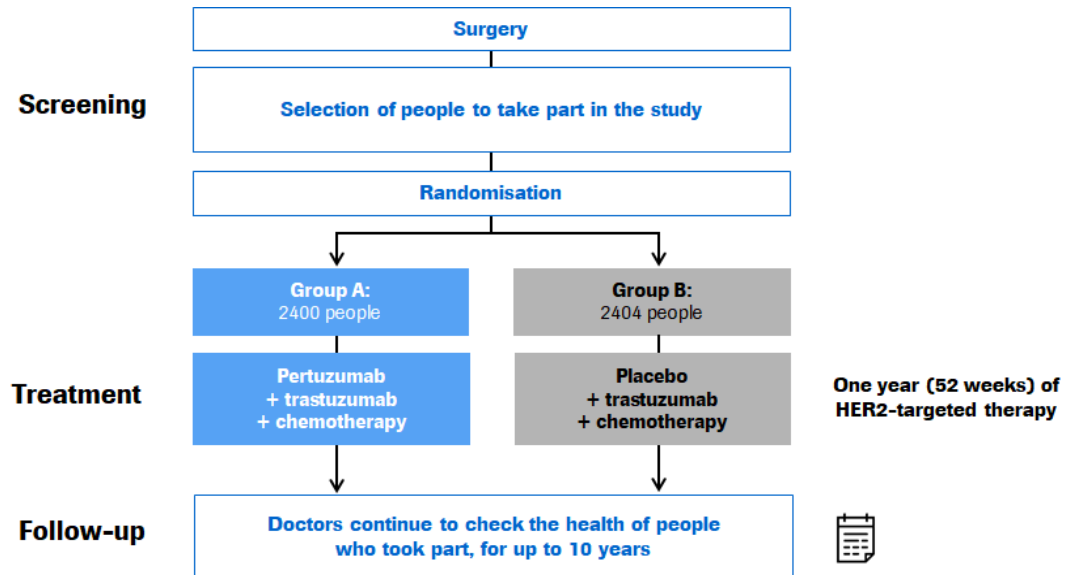 Surgery
Screening
Selection of people to take part in the study
Randomisation
Group A:
2400 people
Group B:
2404 people
Treatment
Pertuzumab
+ trastuzumab
+ chemotherapy
Placebo
+ trastuzumab
+ chemotherapy
One year (52 weeks) of
HER2-targeted therapy
Follow-up
Doctors continue to check the health of people
who took part, for up to 10 years